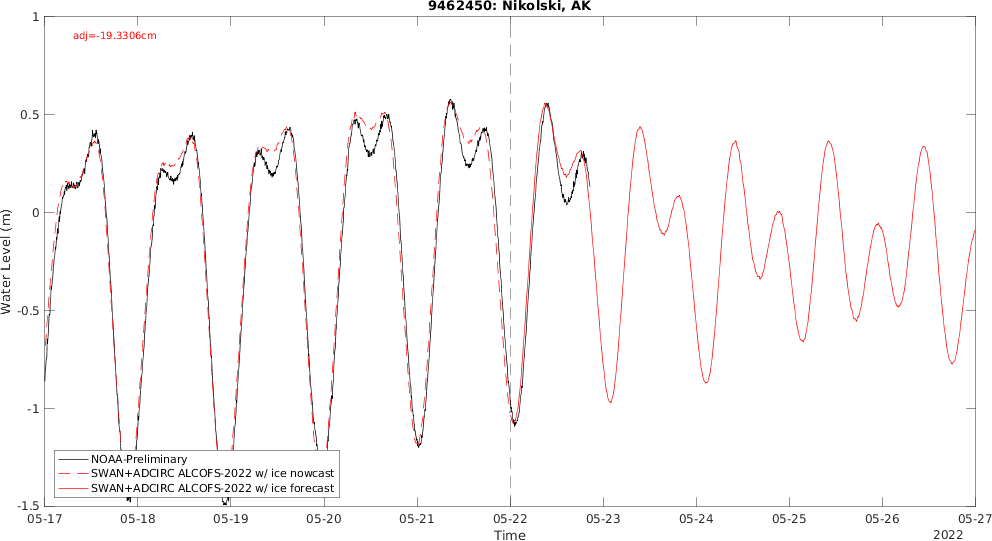 9462450: Nikolski, AK
adj=-19.3306cm
Water Level (m)
1
0.5
0
-0.5
-1
-1.5
NOAA-Preliminary
SWAN+ADCIRC ALCOFS-2022 w/ ice nowcast
SWAN+ADCIRC ALCOFS-2022 w/ ice forecast
05-17 05-18 05-19 05-20 05-21 05-22 05-23 05-24 05-25 05-26 05-27
Time
2022